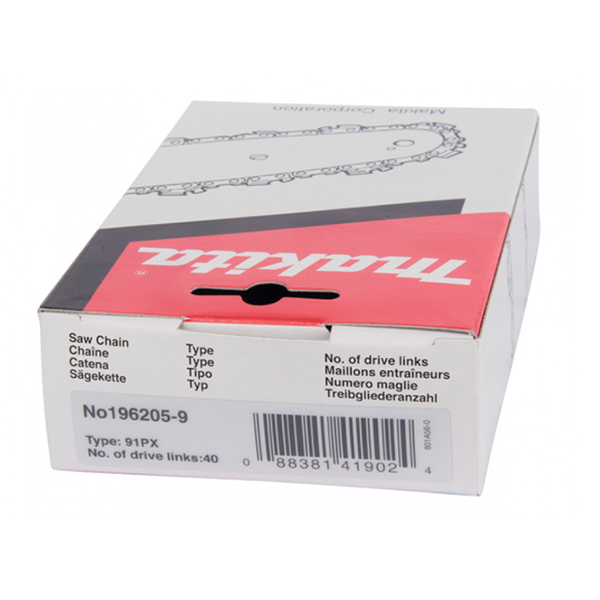 Makita Corporation
Makita
Saw Chain
Chaîne
Catena
Sägekette
Type
Type
Tipo
Typ
No. of drive links
Maillons entraîneurs
Numero maglie
Treibgliederanzahl
No196205-9
Type: 91PX
No. of drive links:40
0 88381 41902 4
801A56-0